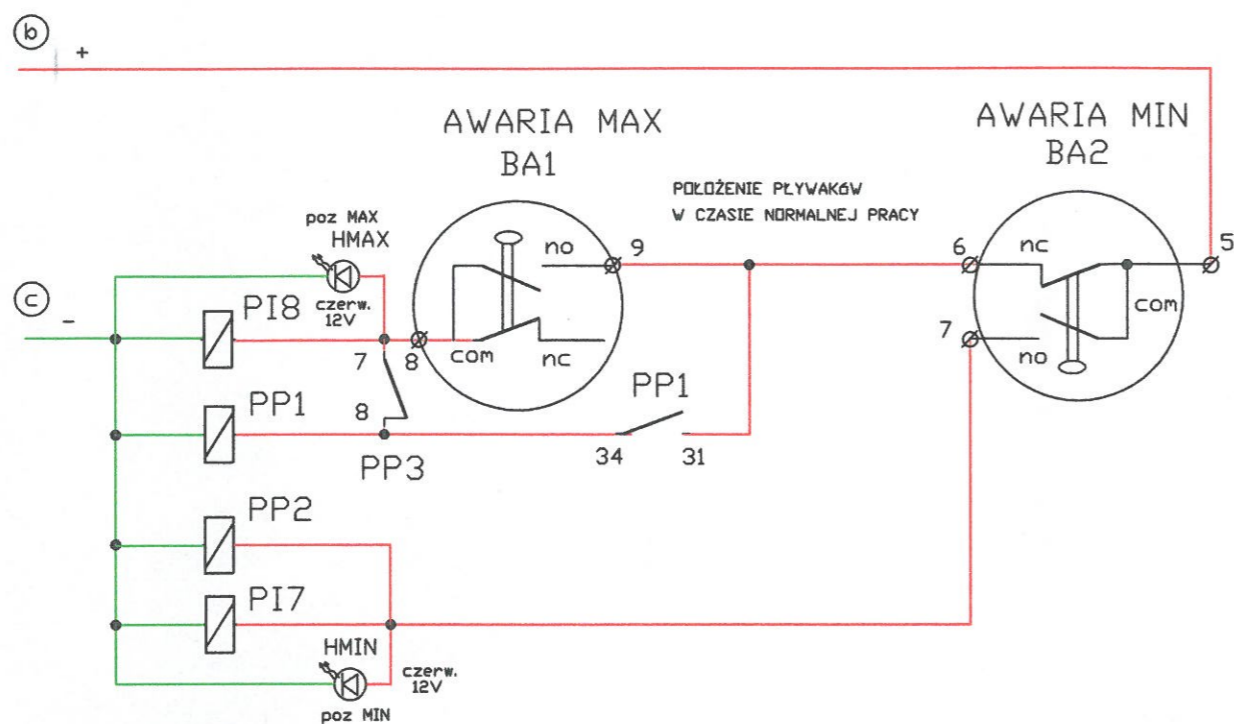 b
+
AWARIA MAX
BA1
AWARIA MIN
BA2
POŁOŻENIE PŁYWAKÓW
W CZASIE NORMALNEJ PRACY
poz MAX
HMAX
czerw.
12V
no
9
6
nc
5
c
-
PI8
7
8
com
nc
7
no
com
PP1
8
PP1
34
31
PP3
PP2
PI7
HMIN
czerw.
12V
poz MIN